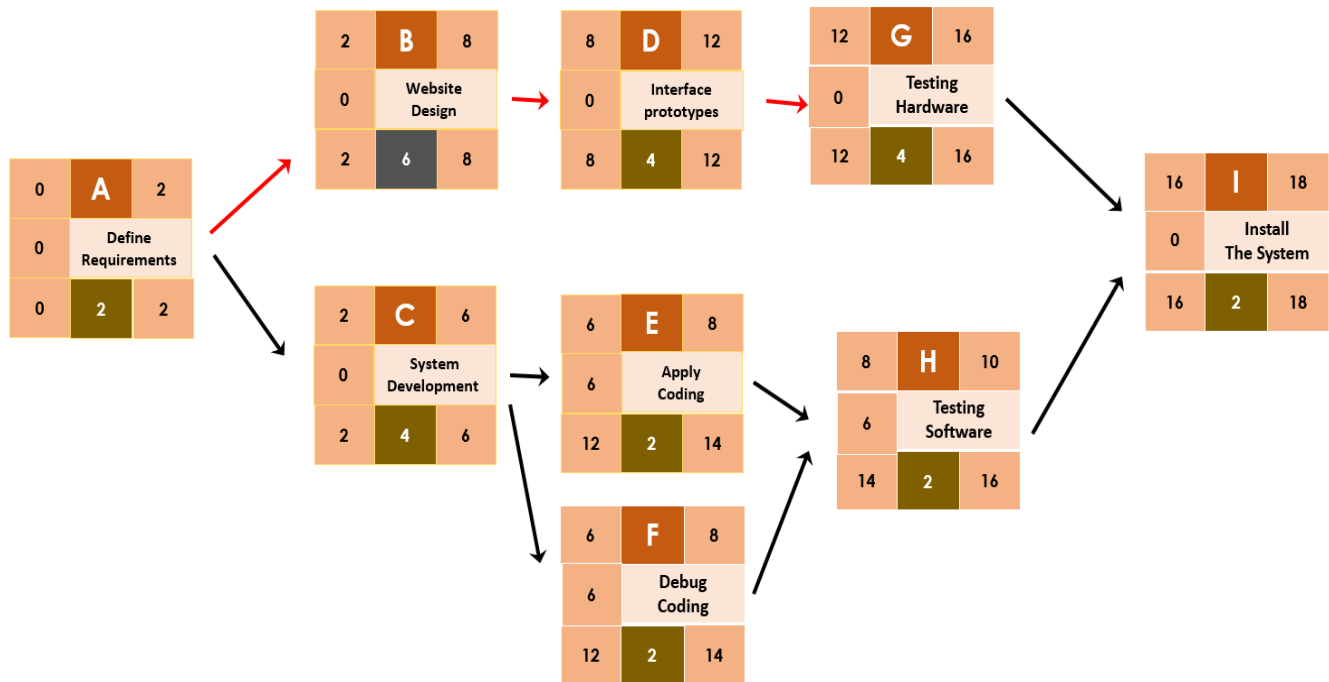 0 A 2
0 Define
Requirements
0 2 2
2 B 8
0 Website
Design
2 6 8
8 D 12
0 Interface
prototypes
8 4 12
12 G 16
0 Testing
Hardware
12 4 16
2 C 6
0 System
Development
2 4 6
6 E 8
6 Apply
Coding
12 2 14
6 F 8
6 Debug
Coding
12 2 14
8 H 10
6 Testing
Software
14 2 16
16 I 18
0 Install
The System
16 2 18